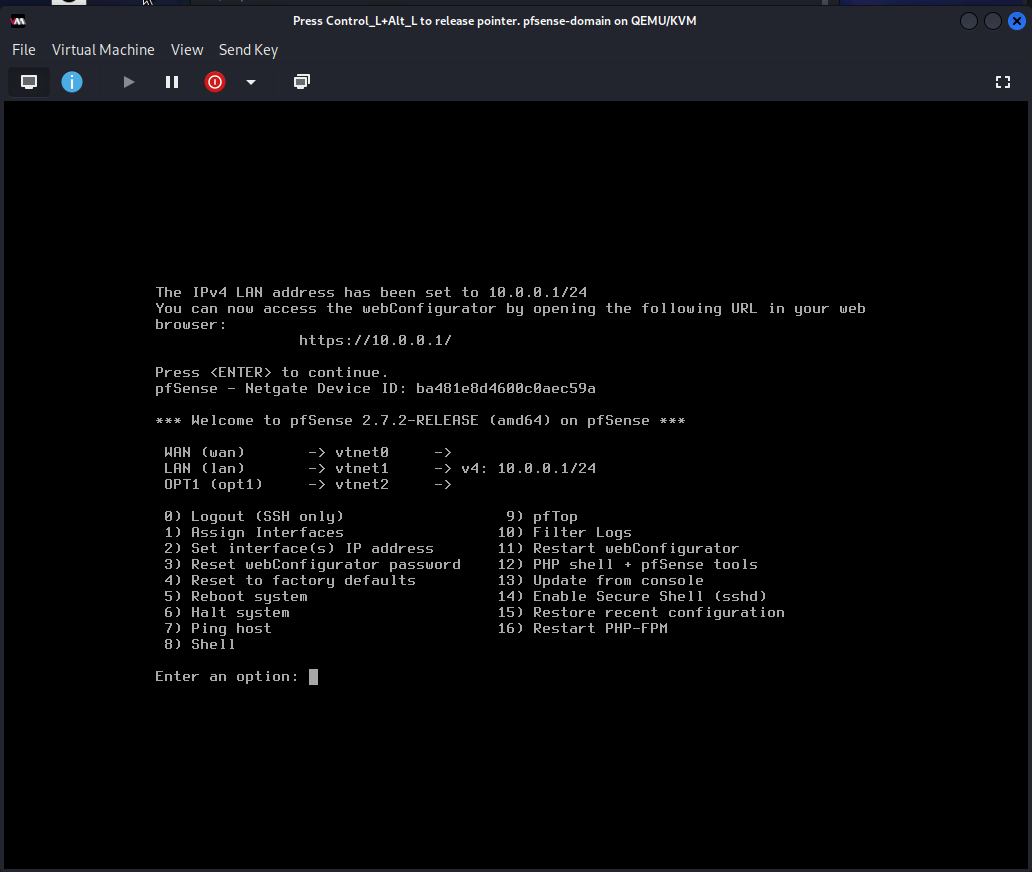 Press Control_L+Alt_L to release pointer. pfsense-domain on QEMU/KVM
File Virtual Machine View Send Key
The IPv4 LAN address has been set to 10.0.0.1/24
You can now access the webConfigurator by opening the following URL in your web
browser:
https://10.0.0.1/
Press <ENTER> to continue.
pfSense - Netgate Device ID: ba481e8d4600c0aec59a
*** Welcome to pfSense 2.7.2-RELEASE (amd64) on pfSense ***
WAN (wan) -> vtnet0 ->
LAN (lan) -> vtnet1 -> v4: 10.0.0.1/24
OPT1 (opt1) -> vtnet2 ->
0) Logout (SSH only) 9) pfTop
1) Assign Interfaces 10) Filter Logs
2) Set interface(s) IP address 11) Restart webConfigurator
3) Reset webConfigurator password 12) PHP shell + pfSense tools
4) Reset to factory defaults 13) Update from console
5) Reboot system 14) Enable Secure Shell (sshd)
6) Halt system 15) Restore recent configuration
7) Ping host 16) Restart PHP-FPM
8) Shell
Enter an option: